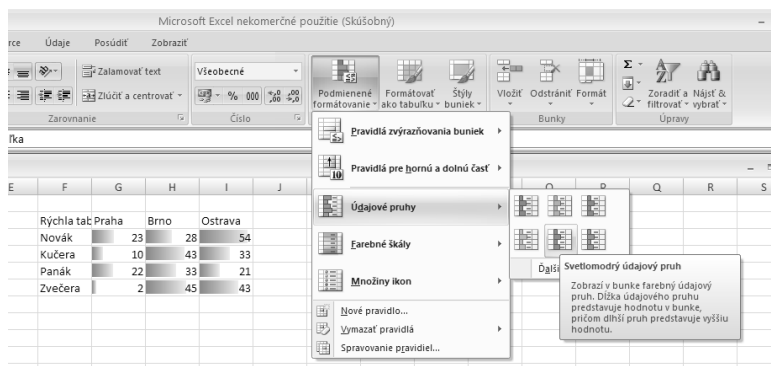 Microsoft Excel nekomerčné použitie (Skúšobný)
rce Údaje Posúdiť Zobraziť
Zalamovať text
Všeobecné
Zlúčiť a centrovať
% 000
Podmienené formátovanie
Formátovať ako tabuľku
Štýly buniek
Vložiť Odstrániť Formát
Σ
Zoradiť a filtrovať
Nájsť & vybrať
Zarovnanie Číslo Bunky Úpravy
ľka
Pravidlá zvýrazňovania buniek
Pravidlá pre hornú a dolnú časť
Údajové pruhy
Farebné škály
Množiny ikon
Nové pravidlo...
Vymazať pravidlá
Spravovanie pravidiel...
Ďalši
Svetlomodrý údajový pruh
Zobrazí v bunke farebný údajový
pruh. Dĺžka údajového pruhu
predstavuje hodnotu v bunke,
pričom dlhší pruh predstavuje vyššiu
hodnotu.
E F G H I J O P Q R S
Rýchla tab Praha Brno Ostrava
Novák 23 28 54
Kučera 10 43 33
Panák 22 33 21
Zvečera 2 45 43